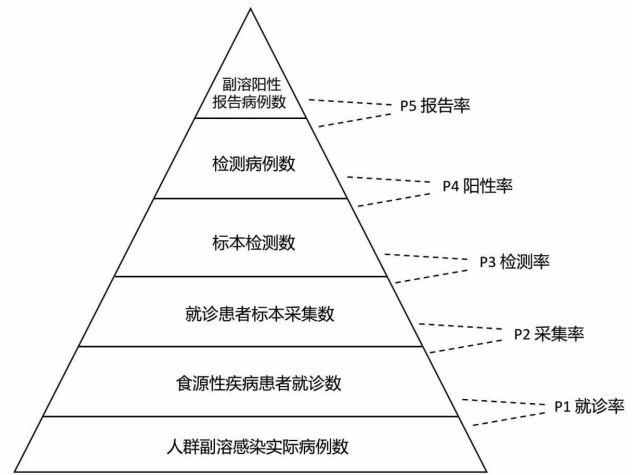 副溶阳性
报告病例数
P5 报告率
检测病例数
P4 阳性率
标本检测数
P3 检测率
就诊患者标本采集数
P2 采集率
食源性疾病患者就诊数
P1 就诊率
人群副溶感染实际病例数